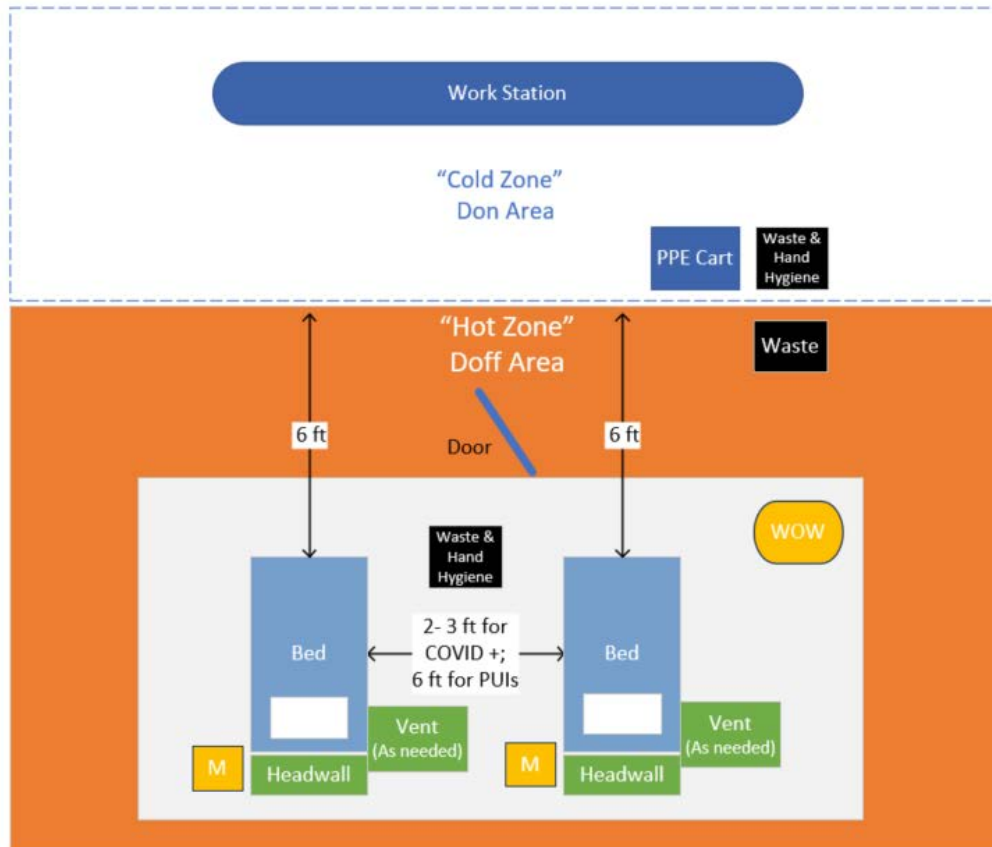 Work Station
“Cold Zone”
Don Area
PPE Cart
Waste &
Hand
Hygiene
“Hot Zone”
Doff Area
Waste
6 ft
6 ft
Door
WOW
Waste &
Hand
Hygiene
2- 3 ft for
COVID +;
6 ft for PUIs
Bed
Bed
Vent
(As needed)
Vent
(As needed)
M
Headwall
M
Headwall